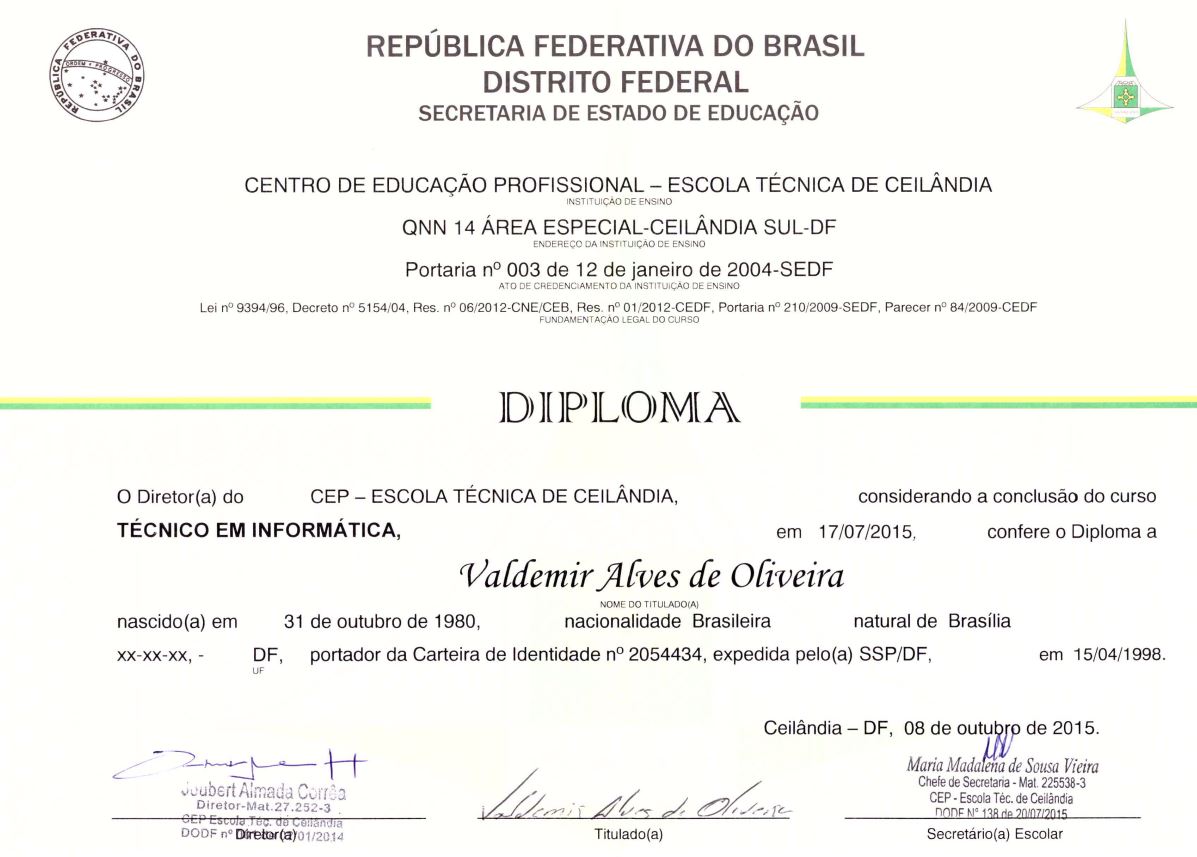 REPÚBLICA FEDERATIVA DO BRASIL
ORDEM E PROGRESSO
REPÚBLICA FEDERATIVA DO BRASIL
DISTRITO FEDERAL
SECRETARIA DE ESTADO DE EDUCAÇÃO
CENTRO DE EDUCAÇÃO PROFISSIONAL – ESCOLA TÉCNICA DE CEILÂNDIA
INSTITUIÇÃO DE ENSINO
QNN 14 ÁREA ESPECIAL-CEILÂNDIA SUL-DF
ENDEREÇO DA INSTITUIÇÃO DE ENSINO
Portaria nº 003 de 12 de janeiro de 2004-SEDF
ATO DE CREDENCIAMENTO DA INSTITUIÇÃO DE ENSINO
Lei nº 9394/96, Decreto nº 5154/04, Res. nº 06/2012-CNE/CEB, Res. nº 01/2012-CEDF, Portaria nº 210/2009-SEDF, Parecer nº 84/2009-CEDF
FUNDAMENTAÇÃO LEGAL DO CURSO
DIPLOMA
O Diretor(a) do CEP – ESCOLA TÉCNICA DE CEILÂNDIA, considerando a conclusão do curso
TÉCNICO EM INFORMÁTICA, em 17/07/2015, confere o Diploma a
Valdemir Alves de Oliveira
NOME DO TITULADO(A)
nascido(a) em 31 de outubro de 1980, nacionalidade Brasileira natural de Brasília
xx-xx-xx, - DF, portador da Carteira de Identidade nº 2054434, expedida pelo(a) SSP/DF, em 15/04/1998.
UF
Ceilândia – DF, 08 de outubro de 2015.
Joubert Almada Corrêa
Diretor-Mat.27.252-3
CEP Escola Téc. de Ceilândia
DODF nº 01/2014
Diretor(a)
Valdemir Alves de Oliveira
Titulado(a)
Maria Madalena de Sousa Vieira
Chefe de Secretaria - Mat. 225538-3
CEP - Escola Téc. de Ceilândia
DODF Nº 138 de 20/07/2015
Secretário(a) Escolar